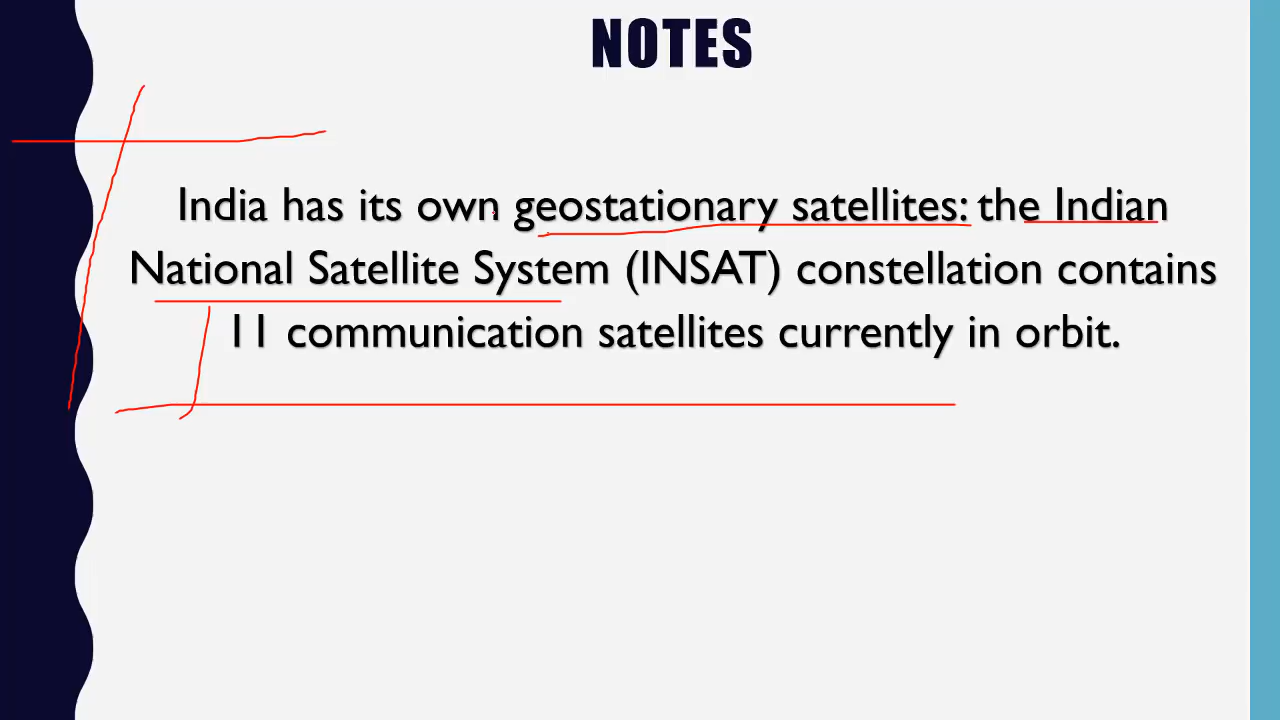 NOTES
India has its own geostationary satellites: the Indian
National Satellite System (INSAT) constellation contains
11 communication satellites currently in orbit.